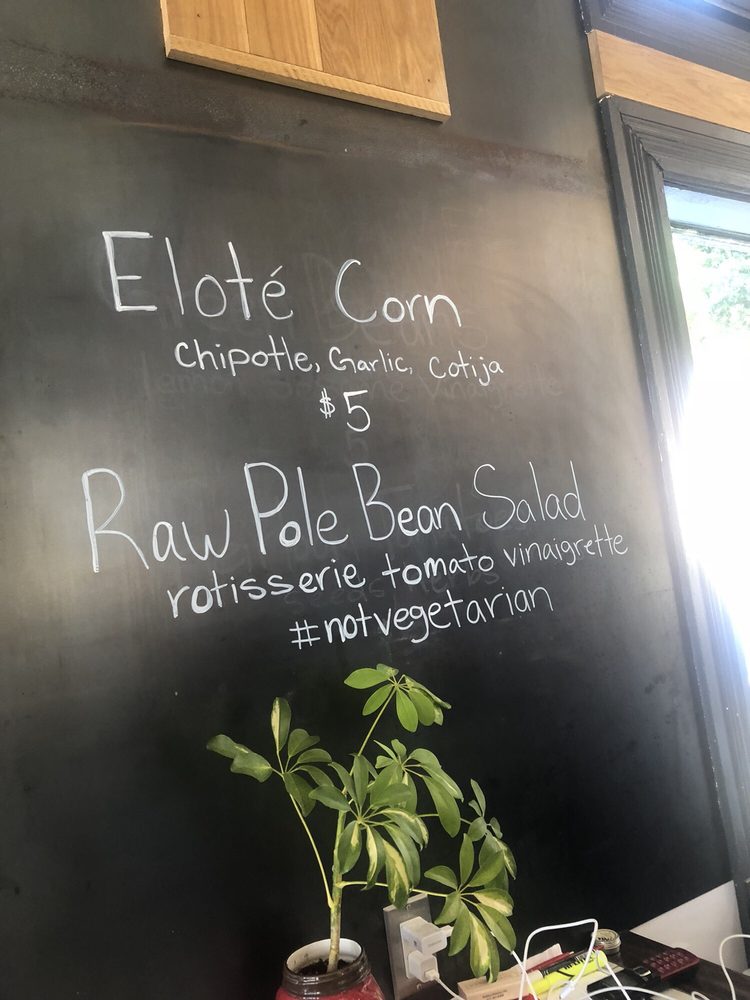 Eloté Corn
Chipotle, Garlic, Cotija
$5
Raw Pole Bean Salad
rotisserie tomato vinaigrette
#notvegetarian